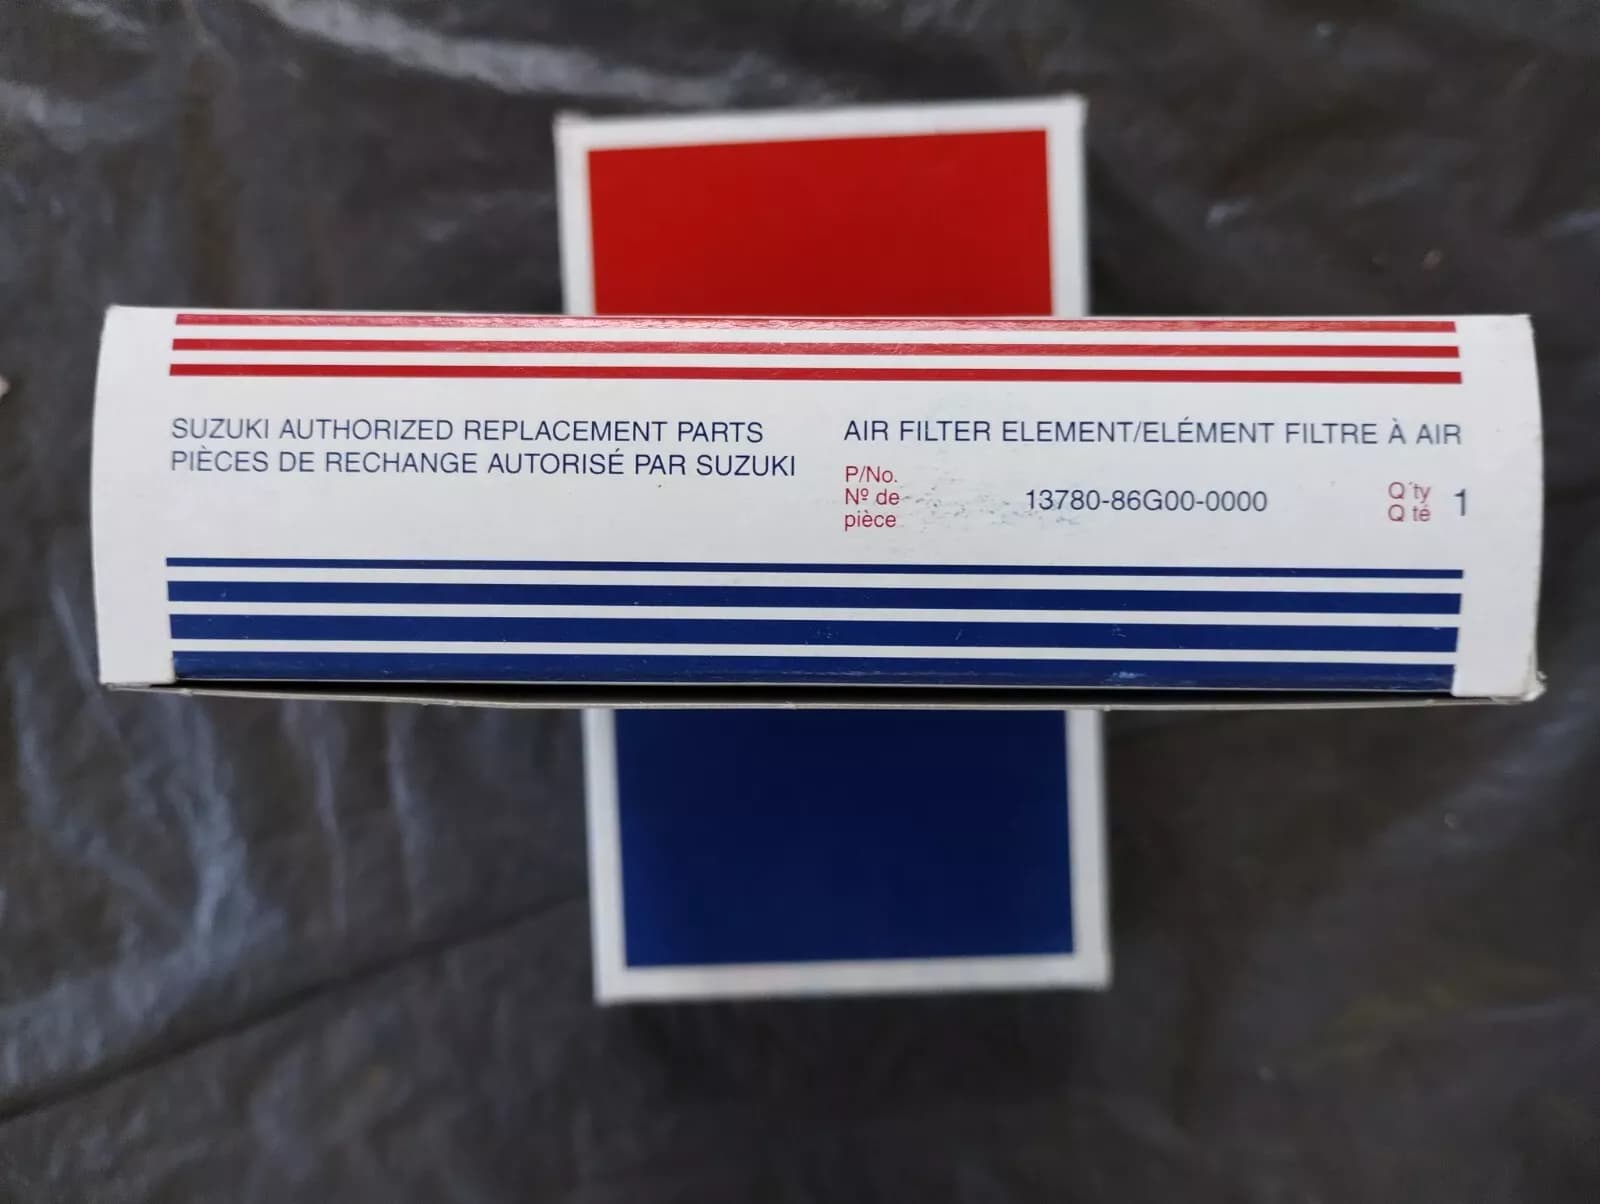 SUZUKI AUTHORIZED REPLACEMENT PARTS
PIÈCES DE RECHANGE AUTORISÉ PAR SUZUKI
AIR FILTER ELEMENT/ELÉMENT FILTRE À AIR
P/No.
Nº de
pièce
13780-86G00-0000
Q'ty
Q té
1